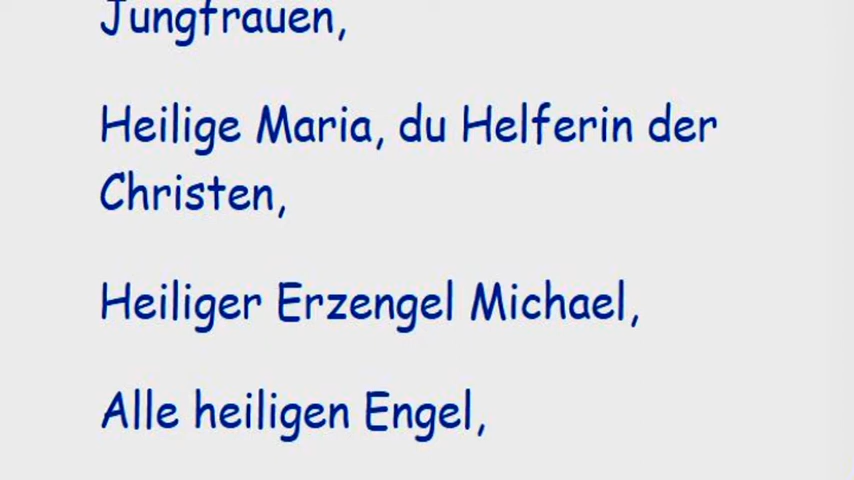 Jungfrauen,
Heilige Maria, du Helferin der
Christen,
Heiliger Erzengel Michael,
Alle heiligen Engel,